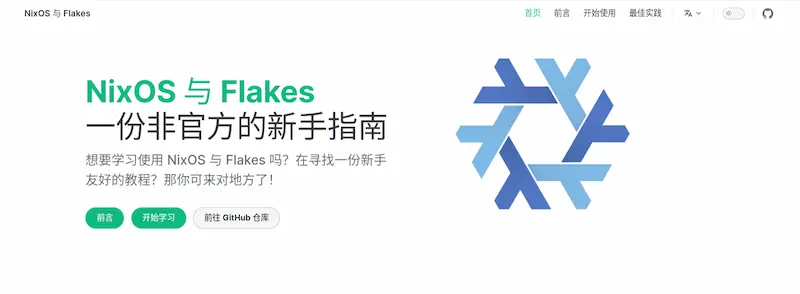 NixOS 与 Flakes
首页 前言 开始使用 最佳实践
NixOS 与 Flakes
一份非官方的新手指南
想要学习使用 NixOS 与 Flakes 吗？在寻找一份新手
友好的教程？那你可来对地方了！
前言 开始学习 前往 GitHub 仓库